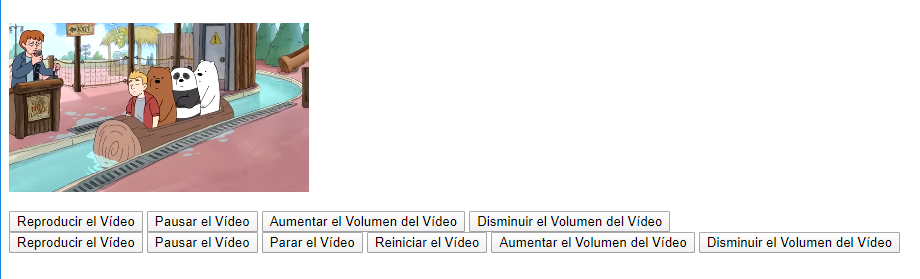 EXIT
Reproducir el Vídeo Pausar el Vídeo Aumentar el Volumen del Vídeo Disminuir el Volumen del Vídeo
Reproducir el Vídeo Pausar el Vídeo Parar el Vídeo Reiniciar el Vídeo Aumentar el Volumen del Vídeo Disminuir el Volumen del Vídeo